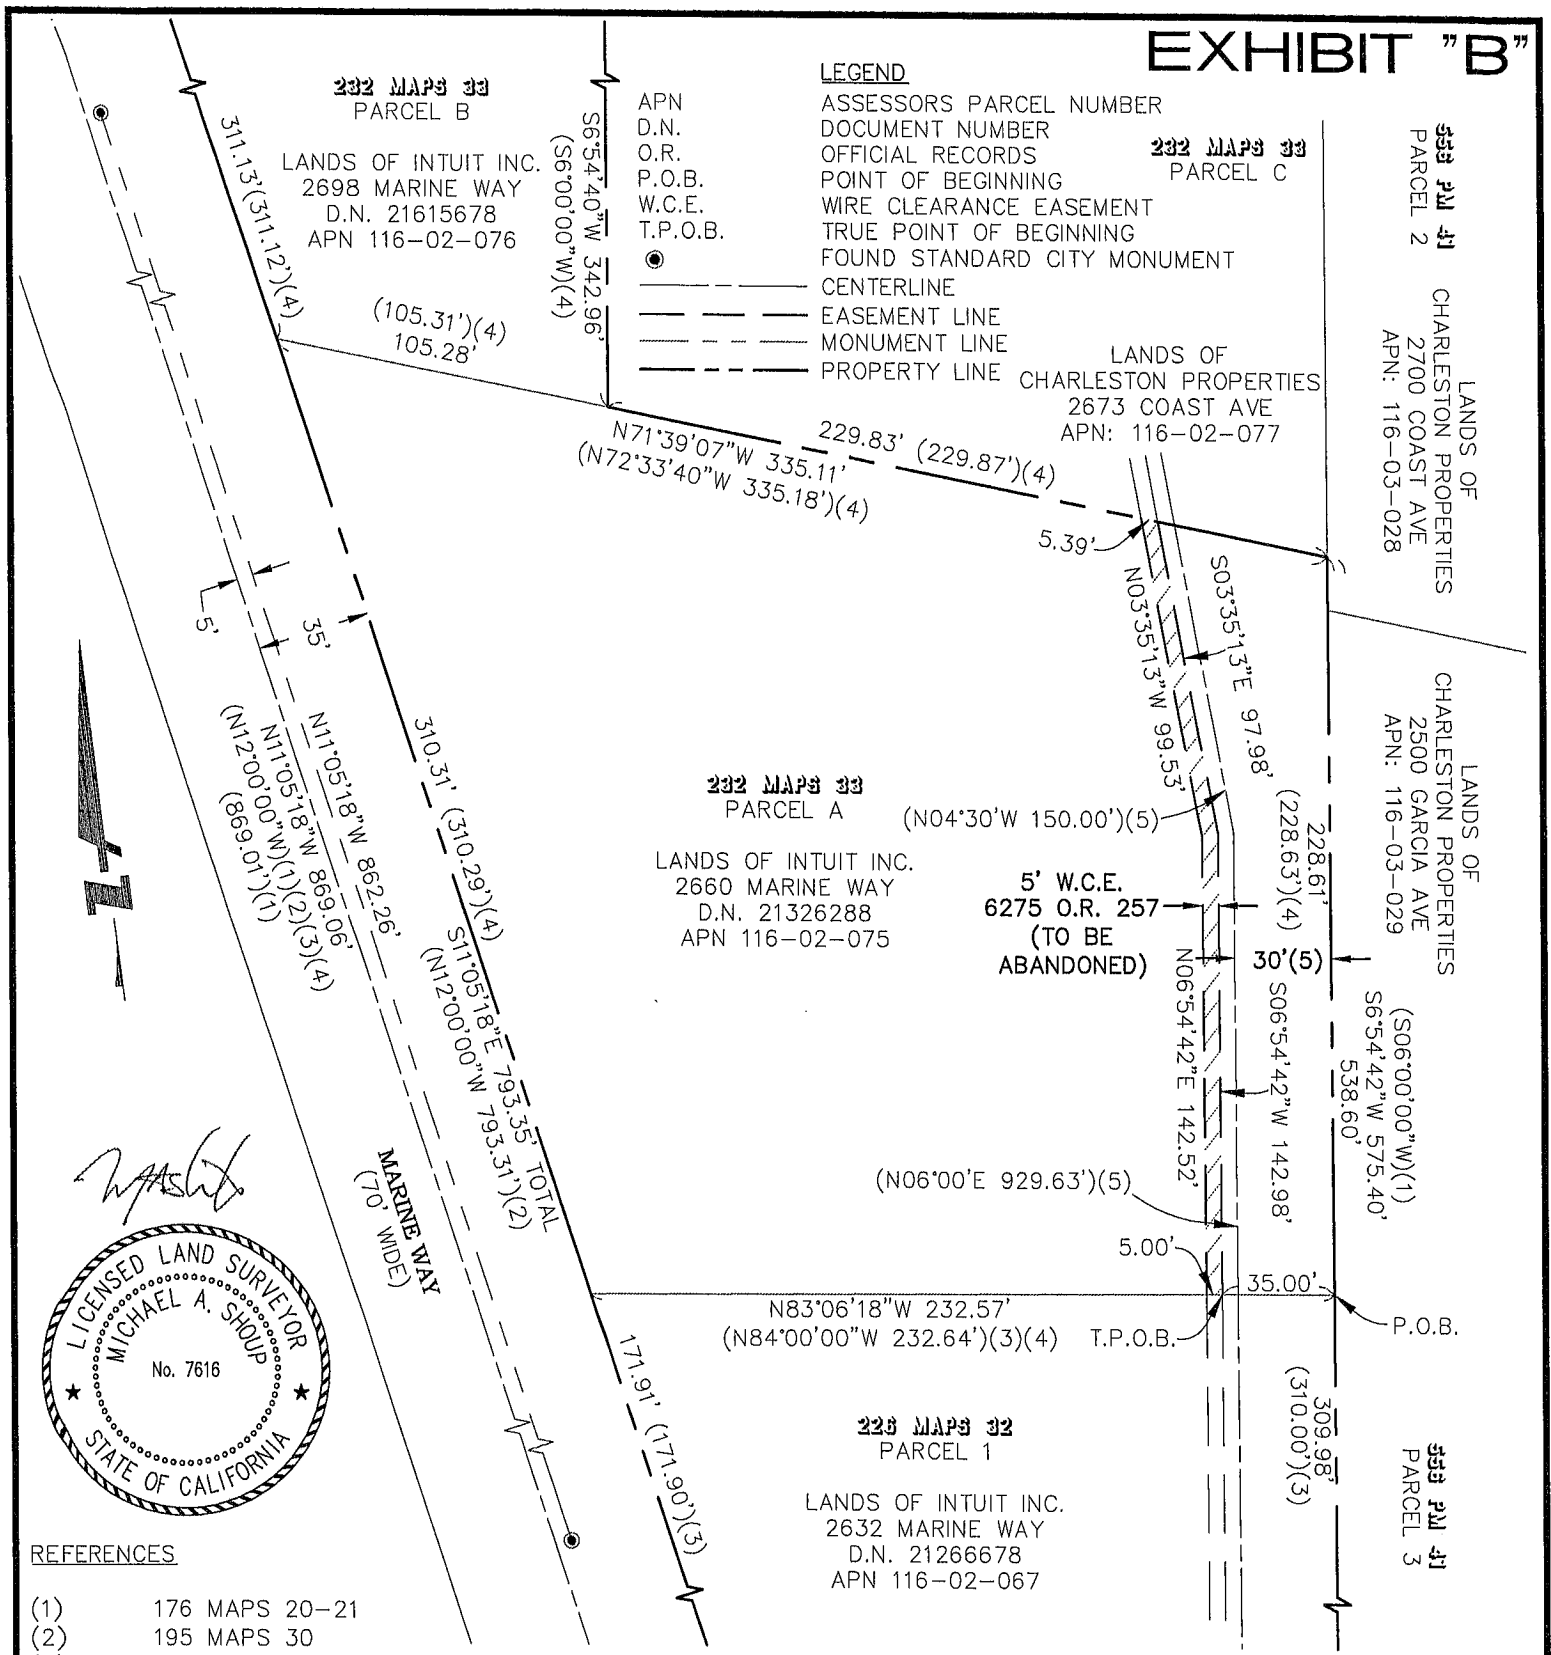 EXHIBIT "B"
232 MAPS 33
PARCEL B
LANDS OF INTUIT INC.
2698 MARINE WAY
D.N. 21615678
APN 116-02-076
311.13'(311.12')(4)
S6°54'40"W 342.96'
(S6°00'00"W)(4)
(105.31')(4)
105.28'
LEGEND
APN ASSESSORS PARCEL NUMBER
D.N. DOCUMENT NUMBER
O.R. OFFICIAL RECORDS
P.O.B. POINT OF BEGINNING
W.C.E. WIRE CLEARANCE EASEMENT
T.P.O.B. TRUE POINT OF BEGINNING
FOUND STANDARD CITY MONUMENT
CENTERLINE
EASEMENT LINE
MONUMENT LINE
PROPERTY LINE
232 MAPS 33
PARCEL C
LANDS OF
CHARLESTON PROPERTIES
2673 COAST AVE
APN: 116-02-077
558 PM 41
PARCEL 2
LANDS OF
CHARLESTON PROPERTIES
2700 COAST AVE
APN: 116-03-028
N71°39'07"W 335.11'
(N72°33'40"W 335.18')(4)
229.83' (229.87')(4)
5.39'
S03°35'13"E 97.98'
N03°35'13"W 99.53'
5'
35'
310.31' (310.29')(4)
N11°05'18"W 862.26'
N11°05'18"W 869.06'
(N12°00'00"W)(1)(2)(3)(4)
(869.01')(1)
S11°05'18"E 793.35' TOTAL
(N12°00'00"W 793.31')(2)
232 MAPS 33
PARCEL A
LANDS OF INTUIT INC.
2660 MARINE WAY
D.N. 21326288
APN 116-02-075
(N04°30'W 150.00')(5)
5' W.C.E.
6275 O.R. 257
(TO BE
ABANDONED)
228.61'
(228.63')(4)
30'(5)
LANDS OF
CHARLESTON PROPERTIES
2500 GARCIA AVE
APN: 116-03-029
N06°54'42"E 142.52'
S06°54'42"W 142.98'
(S06°00'00"W)(1)
S6°54'42"W 575.40'
538.60'
(N06°00'E 929.63')(5)
5.00'
35.00'
N83°06'18"W 232.57'
(N84°00'00"W 232.64')(3)(4)
T.P.O.B.
P.O.B.
MARINE WAY
(70' WIDE)
171.91' (171.90')(3)
309.98'
(310.00')(3)
226 MAPS 32
PARCEL 1
LANDS OF INTUIT INC.
2632 MARINE WAY
D.N. 21266678
APN 116-02-067
558 PM 41
PARCEL 3
LICENSED LAND SURVEYOR
MICHAEL A. SHOUP
No. 7616
STATE OF CALIFORNIA
REFERENCES
(1) 176 MAPS 20-21
(2) 195 MAPS 30